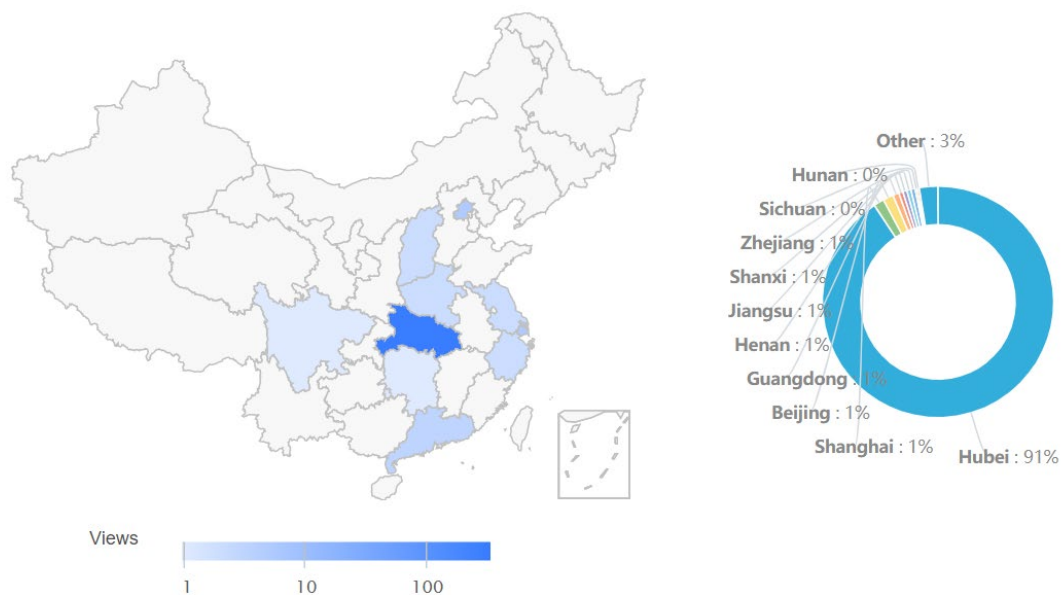 Other : 3%
Hunan : 0%
Sichuan : 0%
Zhejiang : 1%
Shanxi : 1%
Jiangsu : 1%
Henan : 1%
Guangdong : 1%
Beijing : 1%
Shanghai : 1%
Hubei : 91%
Views
1 10 100